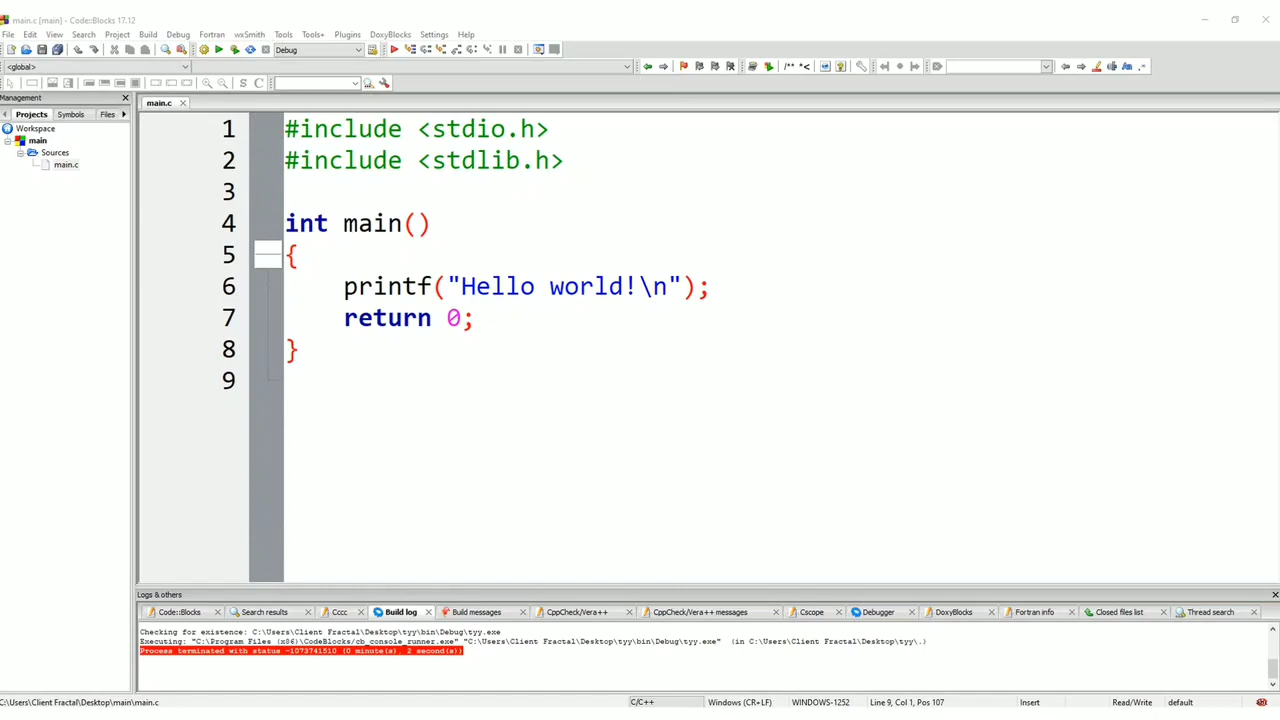 main.c [main] - Code::Blocks 17.12
File Edit View Search Project Build Debug Fortran wxSmith Tools Tools+ Plugins DoxyBlocks Settings Help
Debug
<global>
/** *<
S C
Management
Projects Symbols Files
Workspace
main
Sources
main.c
main.c
1 #include <stdio.h>
2 #include <stdlib.h>
3
4 int main()
5 {
6 printf("Hello world!\n");
7 return 0;
8 }
9
Logs & others
Code::Blocks Search results Cccc Build log Build messages CppCheck/Vera++ CppCheck/Vera++ messages Cscope Debugger DoxyBlocks Fortran info Closed files list Thread search
Checking for existence: C:\Users\Client Fractal\Desktop\tyy\bin\Debug\tyy.exe
Executing: "C:\Program Files (x86)\CodeBlocks/cb_console_runner.exe" "C:\Users\Client Fractal\Desktop\tyy\bin\Debug\tyy.exe" (in C:\Users\Client Fractal\Desktop\tyy\.)
Process terminated with status -1073741510 (0 minute(s), 2 second(s))
C:\Users\Client Fractal\Desktop\main\main.c C/C++ Windows (CR+LF) WINDOWS-1252 Line 9, Col 1, Pos 107 Insert Read/Write default